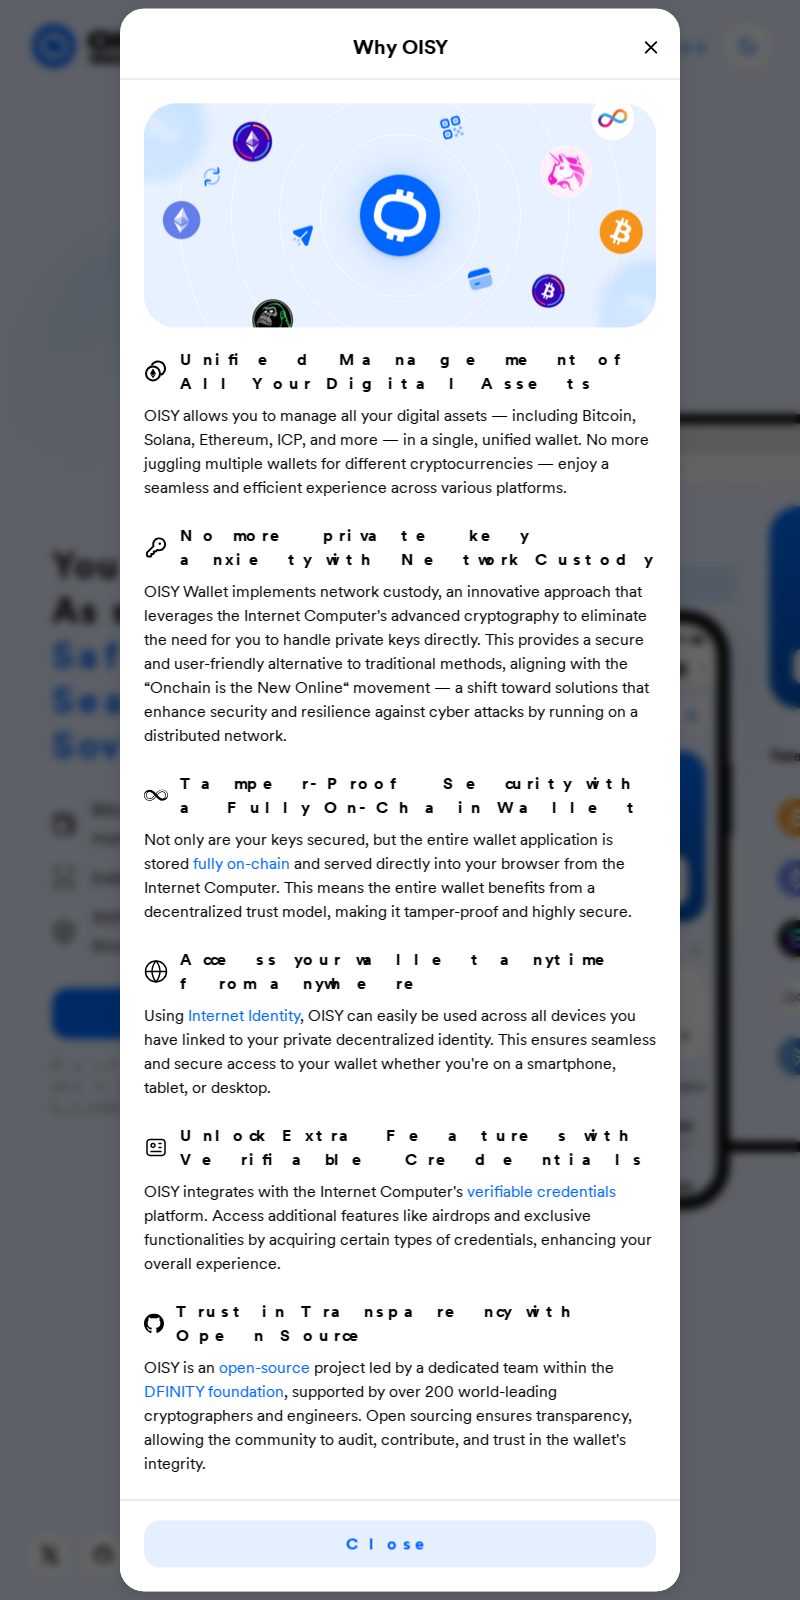 Why OISY
Unified Management of
All Your Digital Assets
OISY allows you to manage all your digital assets — including Bitcoin,
Solana, Ethereum, ICP, and more — in a single, unified wallet. No more
juggling multiple wallets for different cryptocurrencies — enjoy a
seamless and efficient experience across various platforms.
No more private key
anxiety with Network Custody
OISY Wallet implements network custody, an innovative approach that
leverages the Internet Computer's advanced cryptography to eliminate
the need for you to handle private keys directly. This provides a secure
and user-friendly alternative to traditional methods, aligning with the
“Onchain is the New Online“ movement — a shift toward solutions that
enhance security and resilience against cyber attacks by running on a
distributed network.
Tamper-Proof Security with
a Fully On-Chain Wallet
Not only are your keys secured, but the entire wallet application is
stored fully on-chain and served directly into your browser from the
Internet Computer. This means the entire wallet benefits from a
decentralized trust model, making it tamper-proof and highly secure.
Access your wallet anytime
from anywhere
Using Internet Identity, OISY can easily be used across all devices you
have linked to your private decentralized identity. This ensures seamless
and secure access to your wallet whether you're on a smartphone,
tablet, or desktop.
Unlock Extra Features with
Verifiable Credentials
OISY integrates with the Internet Computer's verifiable credentials
platform. Access additional features like airdrops and exclusive
functionalities by acquiring certain types of credentials, enhancing your
overall experience.
Trust in Transparency with
Open Source
OISY is an open-source project led by a dedicated team within the
DFINITY foundation, supported by over 200 world-leading
cryptographers and engineers. Open sourcing ensures transparency,
allowing the community to audit, contribute, and trust in the wallet's
integrity.
Close